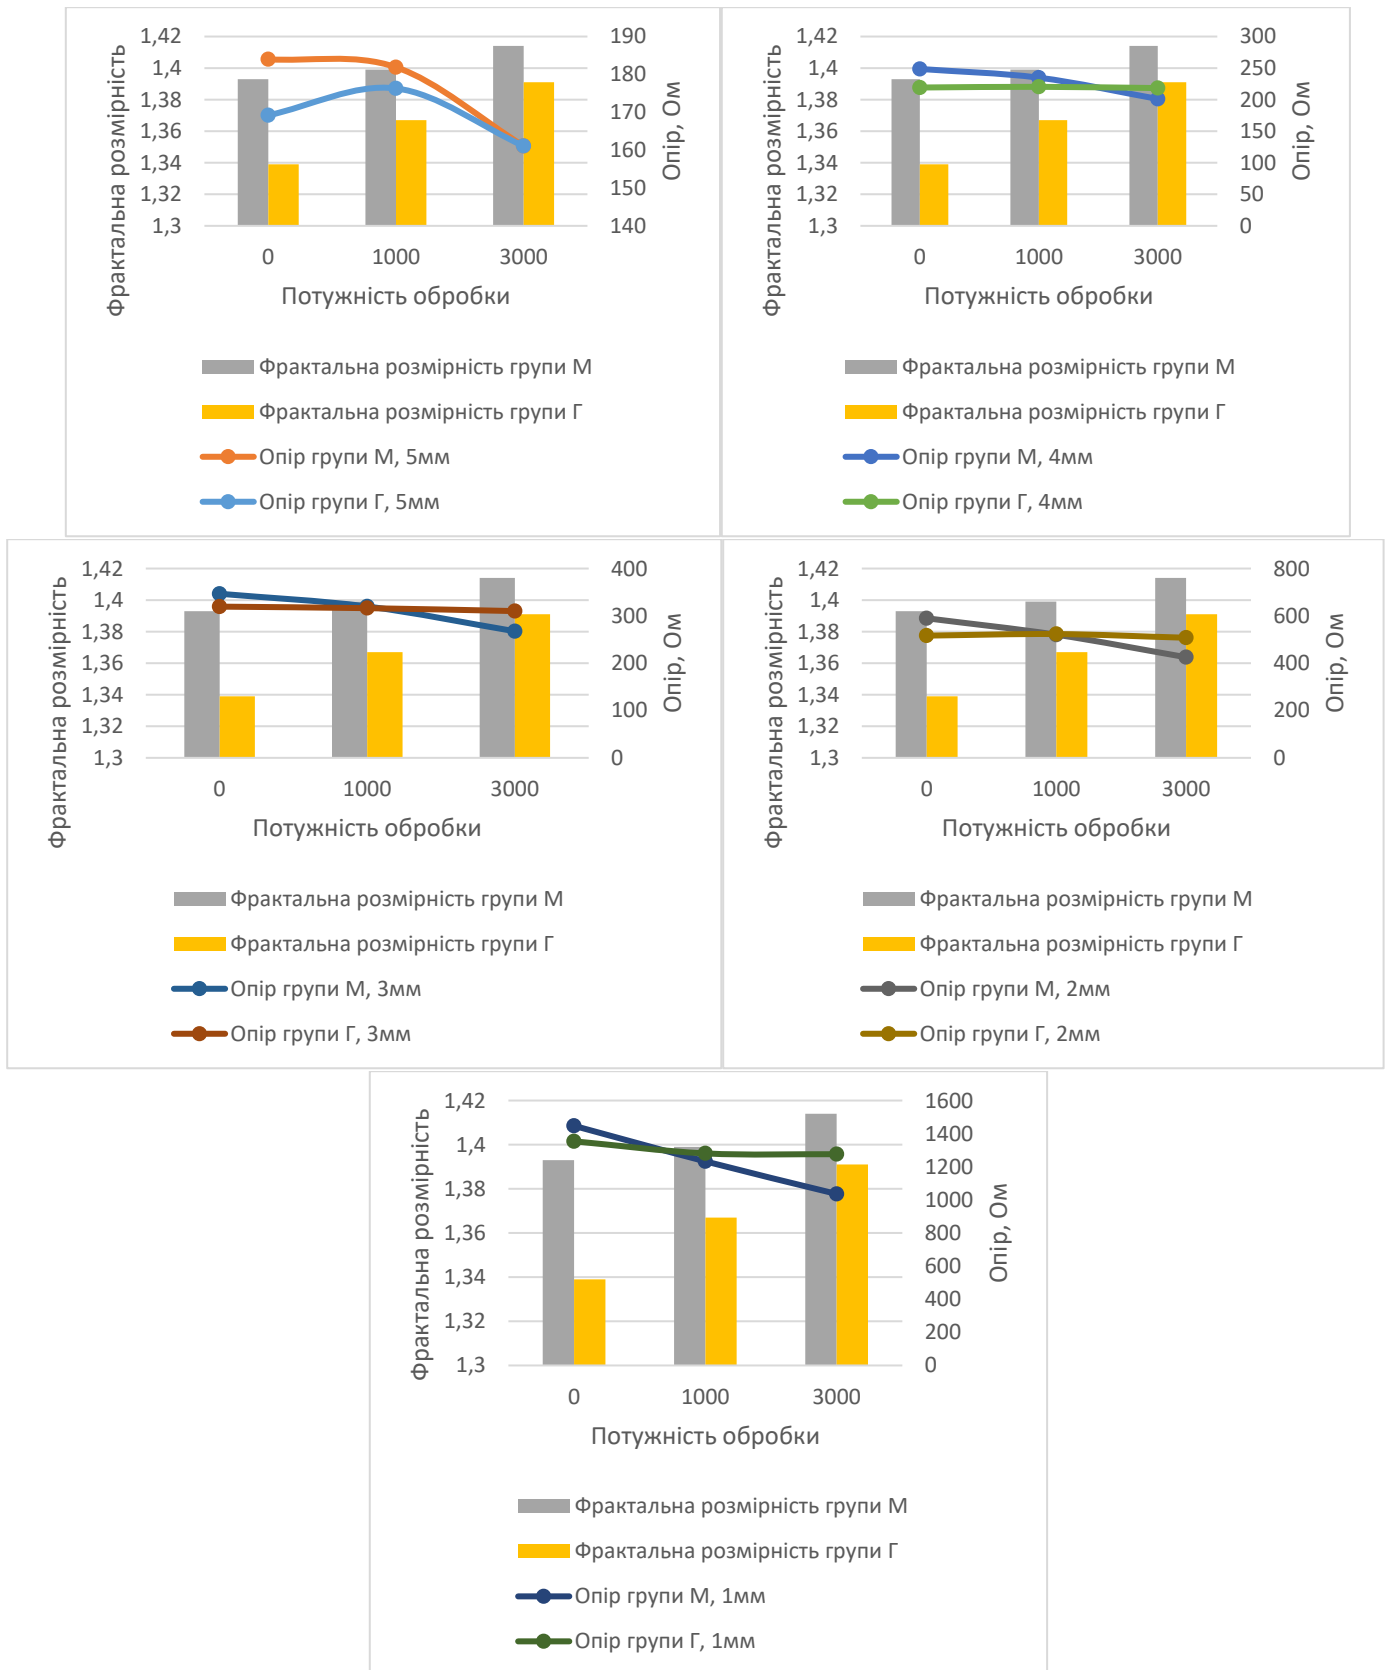 Фрактальна розмірність
1,42
1,4
1,38
1,36
1,34
1,32
1,3
190
180
170
160
150
140
Опір, Ом
0 1000 3000
Потужність обробки
Фрактальна розмірність групи М
Фрактальна розмірність групи Г
Опір групи М, 5мм
Опір групи Г, 5мм
Фрактальна розмірність
1,42
1,4
1,38
1,36
1,34
1,32
1,3
300
250
200
150
100
50
0
Опір, Ом
0 1000 3000
Потужність обробки
Фрактальна розмірність групи М
Фрактальна розмірність групи Г
Опір групи М, 4мм
Опір групи Г, 4мм
Фрактальна розмірність
1,42
1,4
1,38
1,36
1,34
1,32
1,3
400
300
200
100
0
Опір, Ом
0 1000 3000
Потужність обробки
Фрактальна розмірність групи М
Фрактальна розмірність групи Г
Опір групи М, 3мм
Опір групи Г, 3мм
Фрактальна розмірність
1,42
1,4
1,38
1,36
1,34
1,32
1,3
800
600
400
200
0
Опір, Ом
0 1000 3000
Потужність обробки
Фрактальна розмірність групи М
Фрактальна розмірність групи Г
Опір групи М, 2мм
Опір групи Г, 2мм
Фрактальна розмірність
1,42
1,4
1,38
1,36
1,34
1,32
1,3
1600
1400
1200
1000
800
600
400
200
0
Опір, Ом
0 1000 3000
Потужність обробки
Фрактальна розмірність групи М
Фрактальна розмірність групи Г
Опір групи М, 1мм
Опір групи Г, 1мм